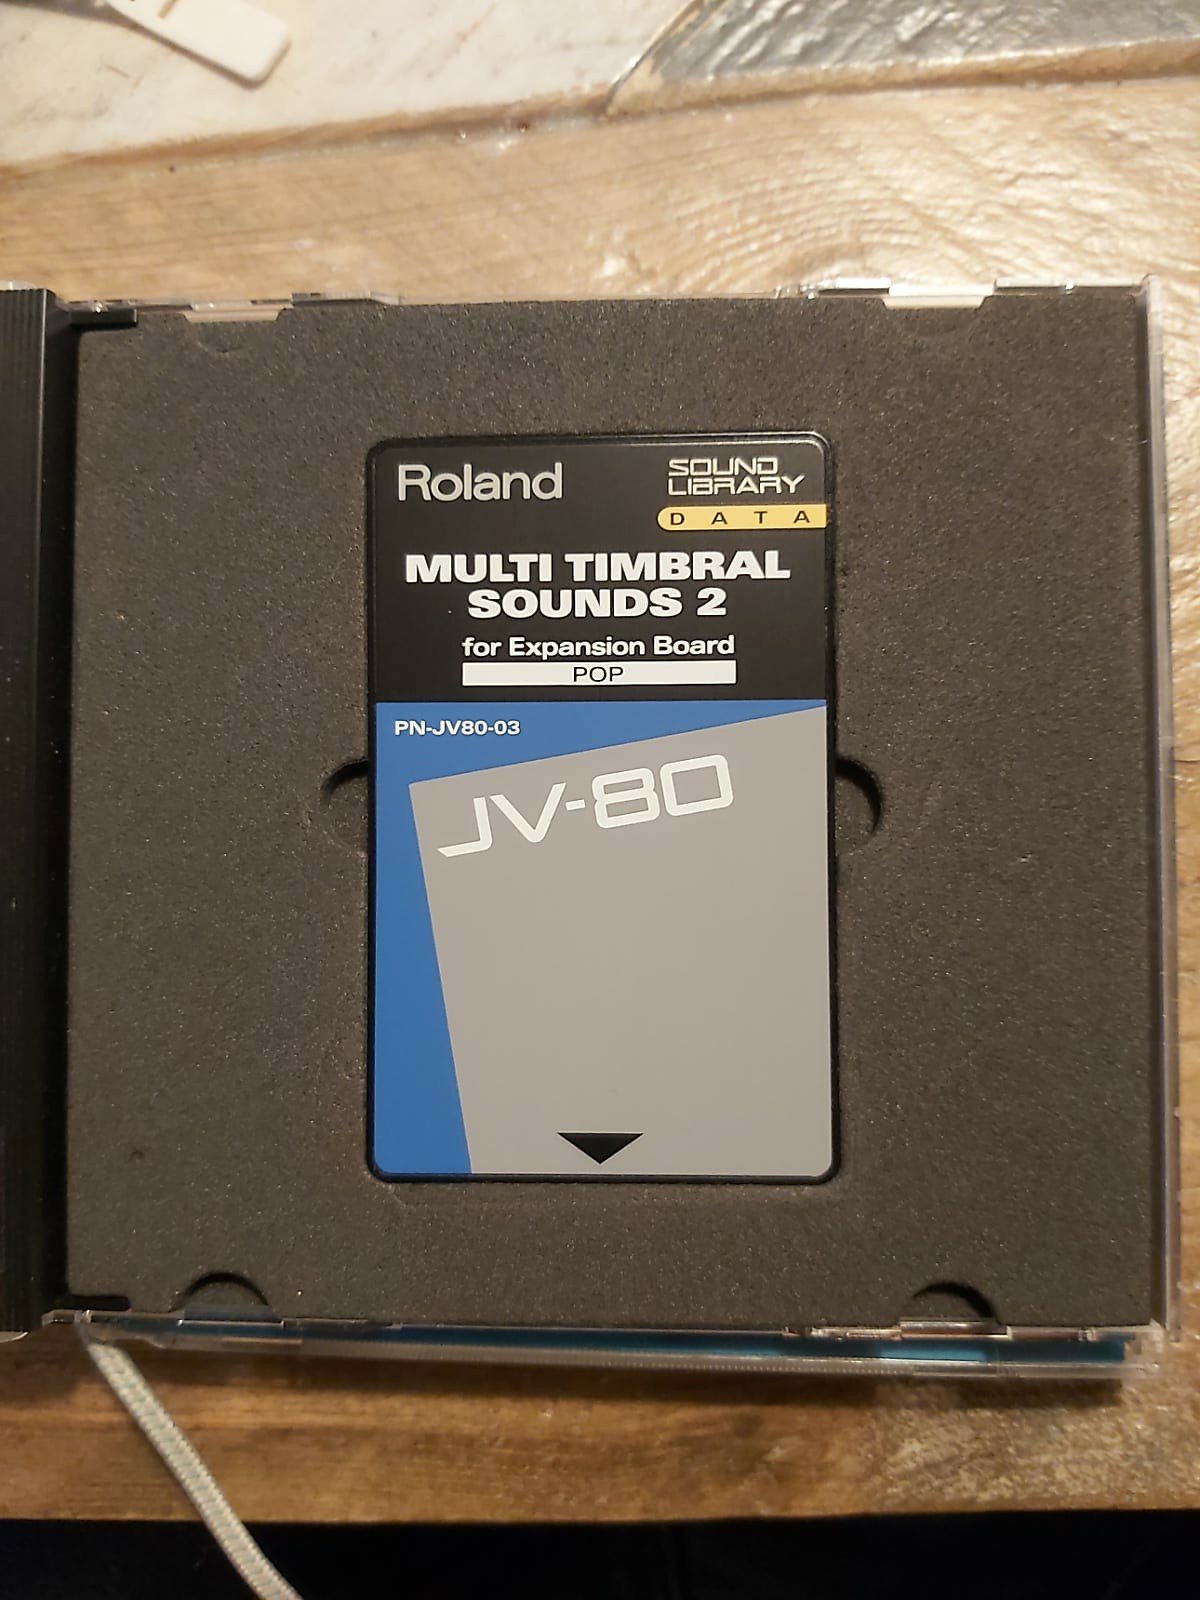 Roland
SOUND
LIBRARY
DATA
MULTI TIMBRAL
SOUNDS 2
for Expansion Board
POP
PN-JV80-03
JV-80